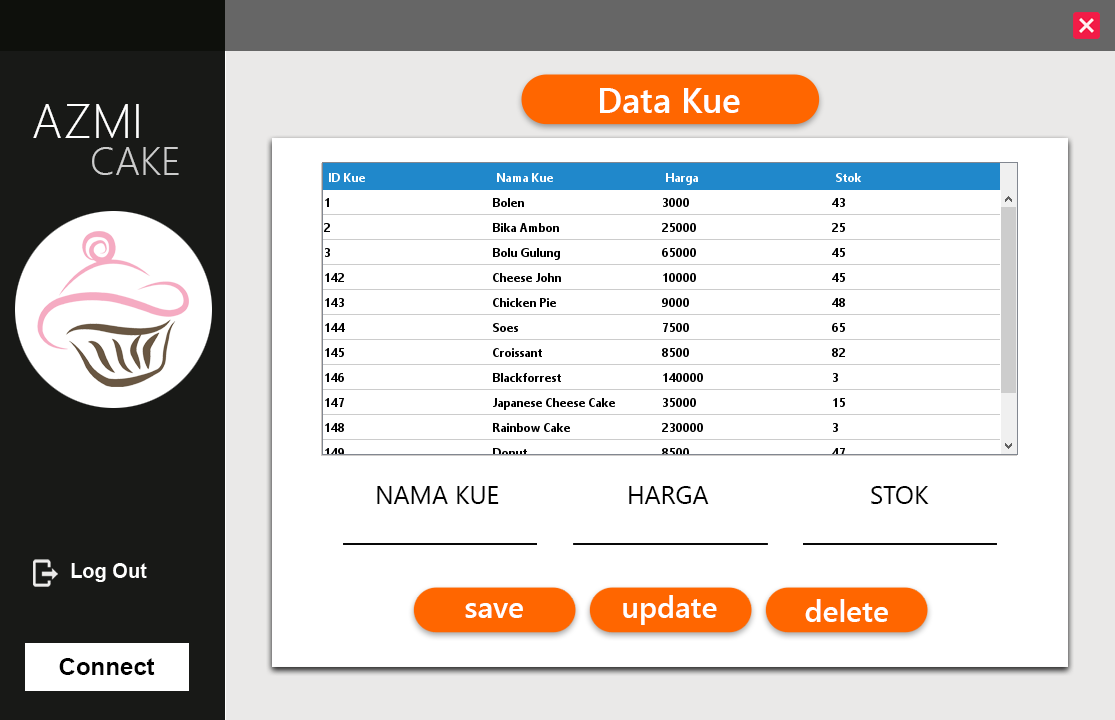 AZMI
CAKE
Log Out
Connect
Data Kue
ID Kue Nama Kue Harga Stok
1 Bolen 3000 43
2 Bika Ambon 25000 25
3 Bolu Gulung 65000 45
142 Cheese John 10000 45
143 Chicken Pie 9000 48
144 Soes 7500 65
145 Croissant 8500 82
146 Blackforrest 140000 3
147 Japanese Cheese Cake 35000 15
148 Rainbow Cake 230000 3
149 Donut 8500 47
NAMA KUE HARGA STOK
save update delete